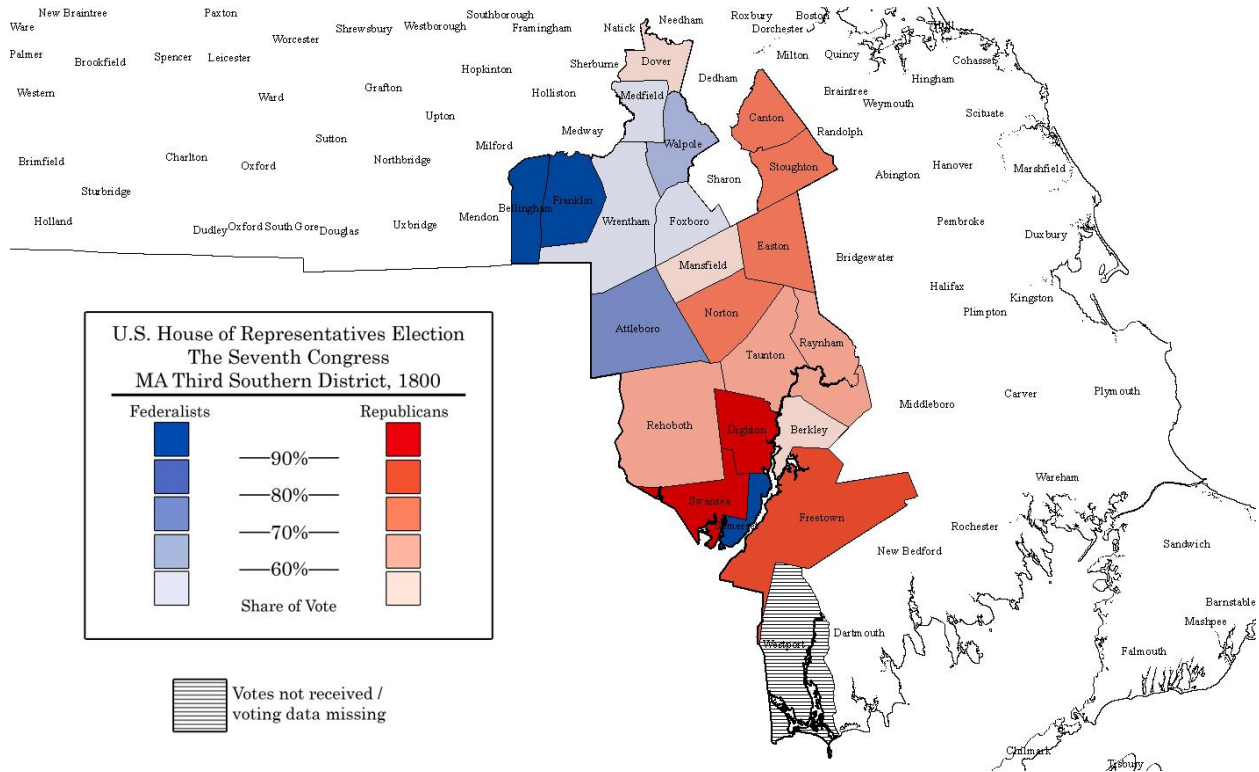 New Braintree
Paxton
Southborough
Needham
Roxbury
Boston
Ware
Shrewsbury
Westborough
Framingham
Natick
Dorchester
Hull
Worcester
Palmer
Brookfield
Spencer
Leicester
Sherburne
Dover
Milton
Quincy
Cohasset
Hopkinton
Dedham
Hingham
Western
Ward
Grafton
Holliston
Medfield
Braintree
Weymouth
Scituate
Upton
Canton
Sutton
Medway
Randolph
Milford
Walpole
Brimfield
Charlton
Oxford
Northbridge
Stoughton
Hanover
Marshfield
Sturbridge
Sharon
Abington
Franklin
Bellingham
Holland
Dudley
Oxford South Gore
Douglas
Uxbridge
Mendon
Wrentham
Foxboro
Pembroke
Duxbury
Easton
Bridgewater
Mansfield
Halifax
Kingston
Plimpton
Norton
Attleboro
Raynham
Taunton
U.S. House of Representatives Election
The Seventh Congress
MA Third Southern District, 1800
Federalists
Republicans
90%
80%
70%
60%
Share of Vote
Plymouth
Carver
Middleboro
Rehoboth
Dighton
Berkley
Wareham
Swansea
Freetown
Rochester
New Bedford
Sandwich
Barnstable
Mashpee
Dartmouth
Westport
Falmouth
Votes not received /
voting data missing
Chilmark
Tisbury